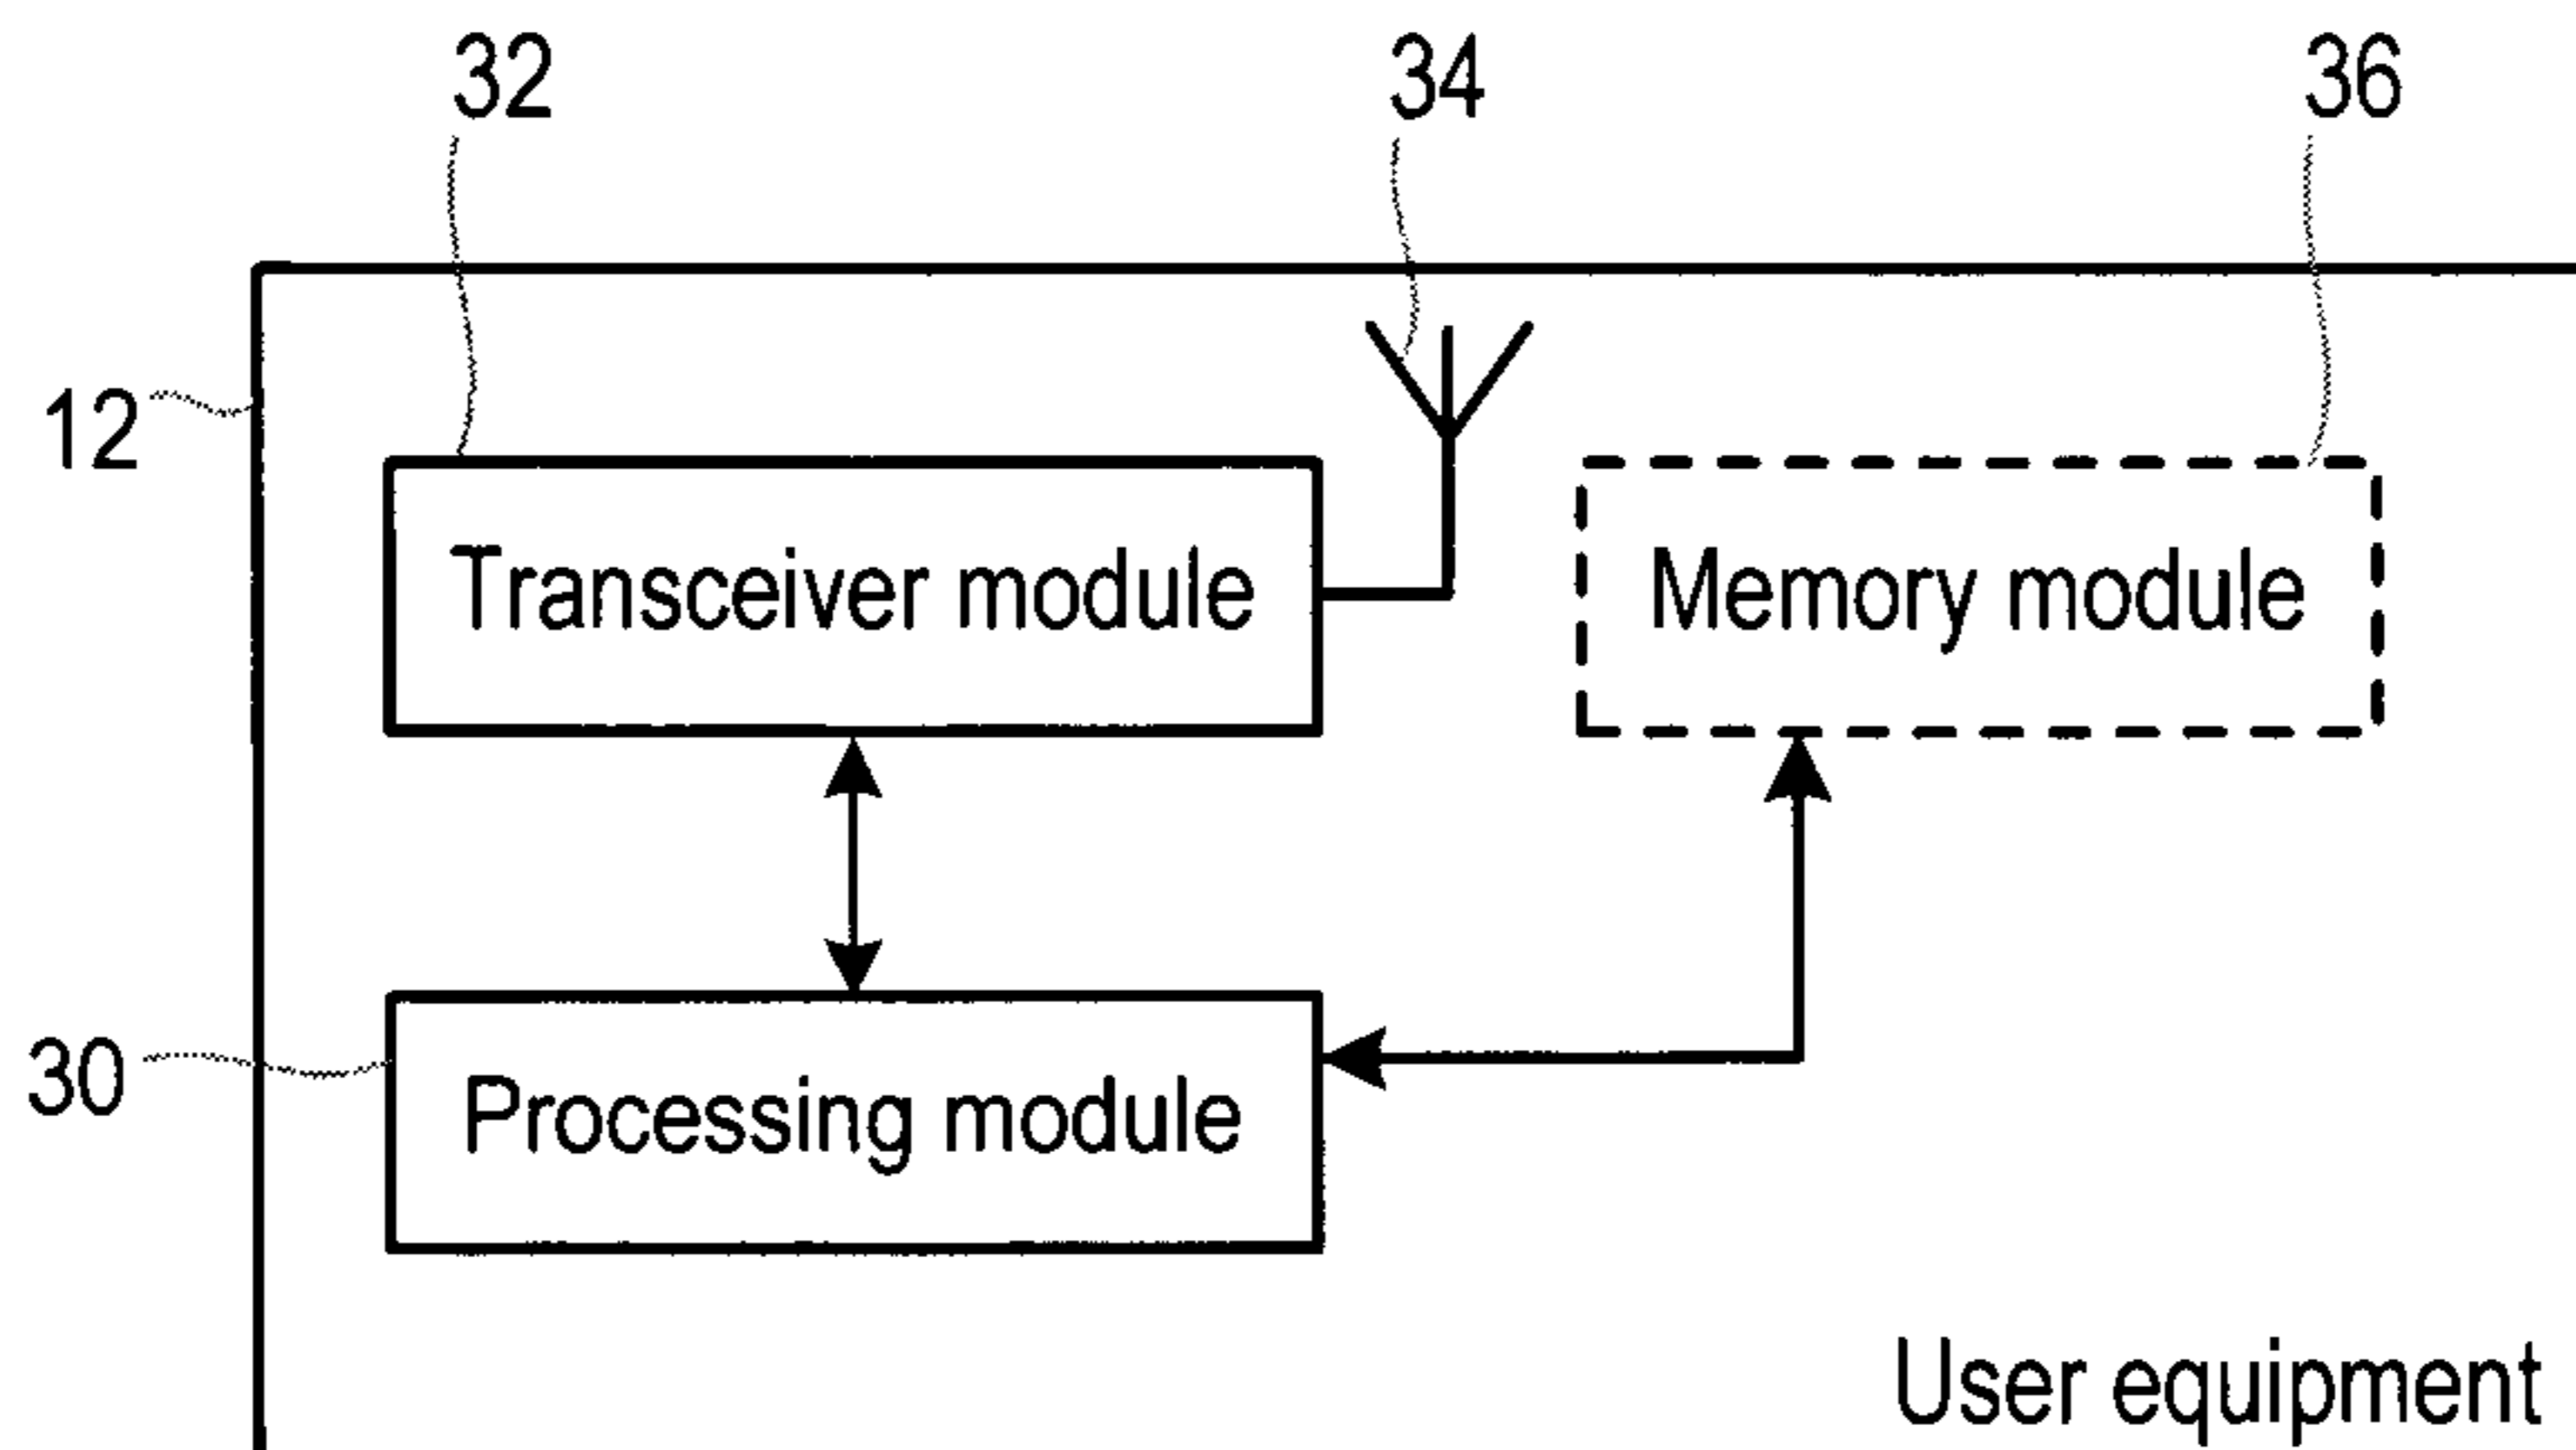 32 34 36
12
Transceiver module Memory module
30
Processing module
User equipment